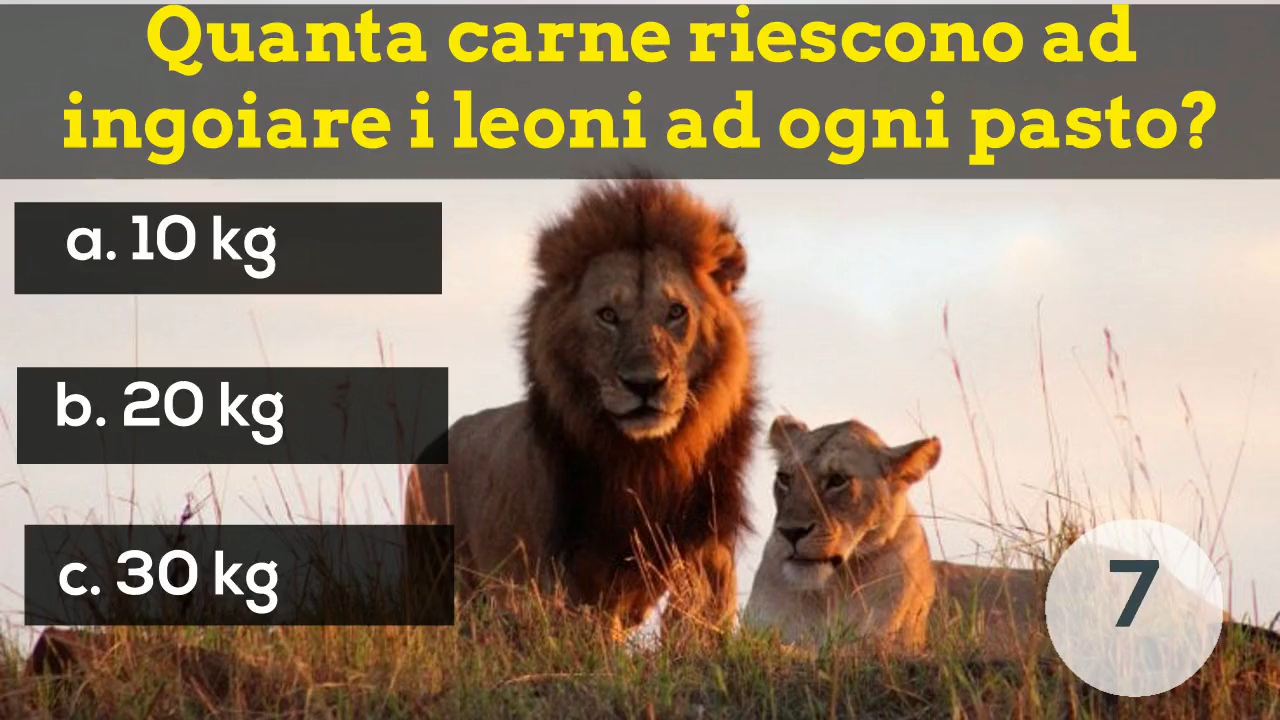 Quanta carne riescono ad
ingoiare i leoni ad ogni pasto?
a. 10 kg
b. 20 kg
c. 30 kg
7